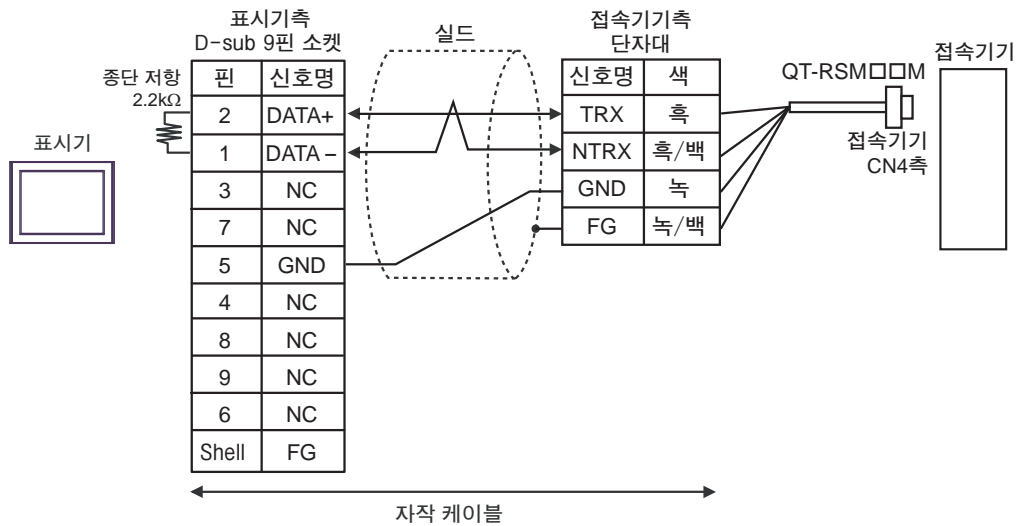 표시기측
D-sub 9핀 소켓
실드
접속기기측
단자대
접속기기
종단 저항
2.2kΩ
핀 신호명
2 DATA+
1 DATA-
3 NC
7 NC
5 GND
4 NC
8 NC
9 NC
6 NC
Shell FG
신호명 색
TRX 흑
NTRX 흑/백
GND 녹
FG 녹/백
QT-RSM□□M
접속기기
CN4측
표시기
자작 케이블